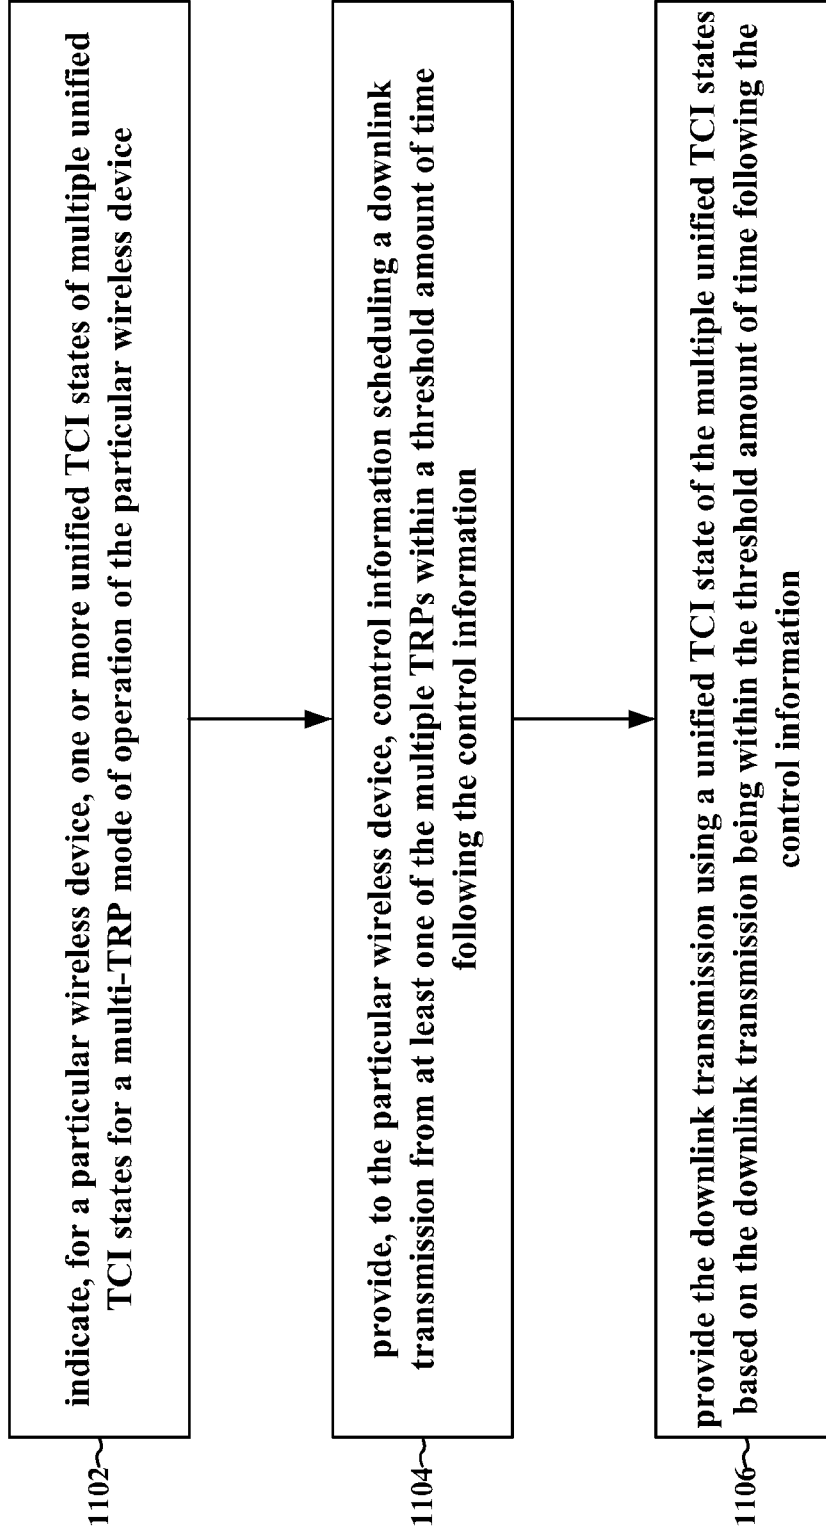 1102
indicate, for a particular wireless device, one or more unified TCI states of multiple unified
TCI states for a multi-TRP mode of operation of the particular wireless device
1104
provide, to the particular wireless device, control information scheduling a downlink
transmission from at least one of the multiple TRPs within a threshold amount of time
following the control information
1106
provide the downlink transmission using a unified TCI state of the multiple unified TCI states
based on the downlink transmission being within the threshold amount of time following the
control information